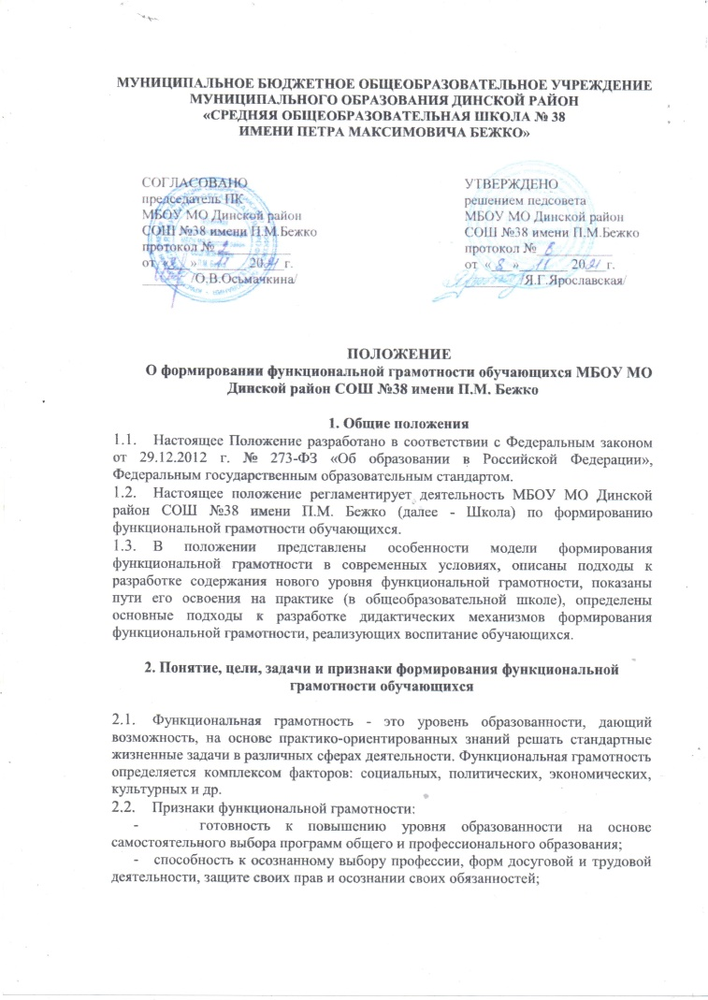 МУНИЦИПАЛЬНОЕ БЮДЖЕТНОЕ ОБЩЕОБРАЗОВАТЕЛЬНОЕ УЧРЕЖДЕНИЕ
МУНИЦИПАЛЬНОГО ОБРАЗОВАНИЯ ДИНСКОЙ РАЙОН
«СРЕДНЯЯ ОБЩЕОБРАЗОВАТЕЛЬНАЯ ШКОЛА № 38
ИМЕНИ ПЕТРА МАКСИМОВИЧА БЕЖКО»
СОГЛАСОВАНО
председатель ПК
МБОУ МО Динской район
СОШ №38 имени П.М.Бежко
протокол №
от « » 11 2021 г.
/О.В.Осьмачкина/
УТВЕРЖДЕНО
решением педсовета
МБОУ МО Динской район
СОШ №38 имени П.М.Бежко
протокол №
от « 8 » 11 2021 г.
/Я.Г.Ярославская/
ПОЛОЖЕНИЕ
О формировании функциональной грамотности обучающихся МБОУ МО
Динской район СОШ №38 имени П.М. Бежко
1. Общие положения
1.1. Настоящее Положение разработано в соответствии с Федеральным законом
от 29.12.2012 г. № 273-ФЗ «Об образовании в Российской Федерации»,
Федеральным государственным образовательным стандартом.
1.2. Настоящее положение регламентирует деятельность МБОУ МО Динской
район СОШ №38 имени П.М. Бежко (далее - Школа) по формированию
функциональной грамотности обучающихся.
1.3. В положении представлены особенности модели формирования
функциональной грамотности в современных условиях, описаны подходы к
разработке содержания нового уровня функциональной грамотности, показаны
пути его освоения на практике (в общеобразовательной школе), определены
основные подходы к разработке дидактических механизмов формирования
функциональной грамотности, реализующих воспитание обучающихся.
2. Понятие, цели, задачи и признаки формирования функциональной
грамотности обучающихся
2.1. Функциональная грамотность - это уровень образованности, дающий
возможность, на основе практико-ориентированных знаний решать стандартные
жизненные задачи в различных сферах деятельности. Функциональная грамотность
определяется комплексом факторов: социальных, политических, экономических,
культурных и др.
2.2. Признаки функциональной грамотности:
- готовность к повышению уровня образованности на основе
самостоятельного выбора программ общего и профессионального образования;
- способность к осознанному выбору профессии, форм досуговой и трудовой
деятельности, защите своих прав и осознании своих обязанностей;